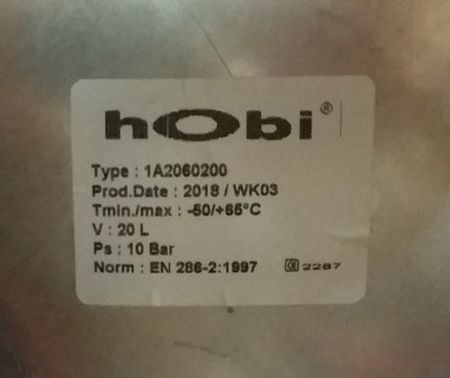 hobi®
Type : 1A2060200
Prod.Date : 2018 / WK03
Tmin./max : -50/+65°C
V : 20 L
Ps : 10 Bar
Norm : EN 286-2:1997 CE 2287